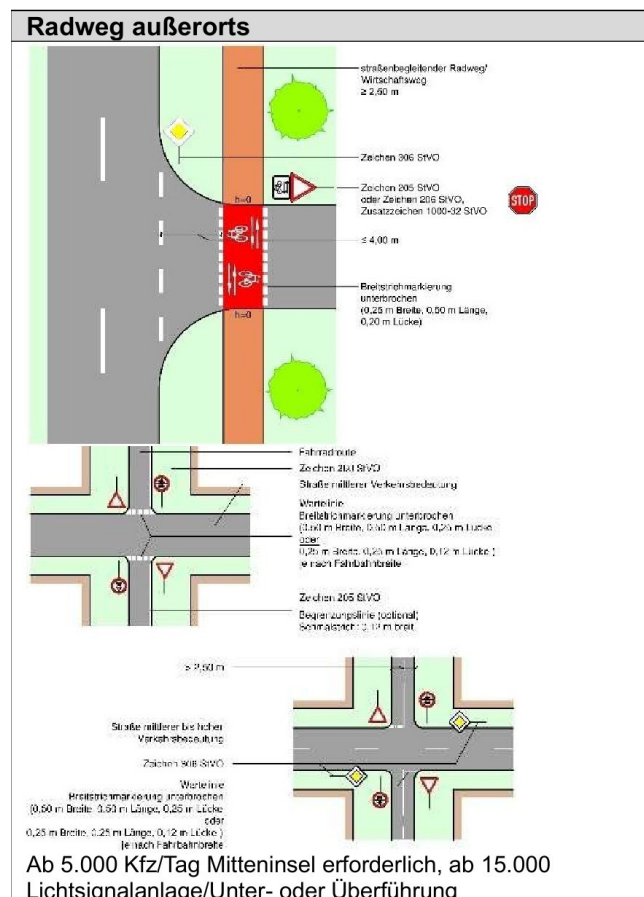 Radweg außerorts
straßenbegleitender Radweg/
Wirtschaftsweg
≥ 2,50 m
Zeichen 306 StVO
Zeichen 205 StVO
oder Zeichen 206 StVO,
Zusatzzeichen 1000-32 StVO
STOP
h=0
≤ 4,00 m
Breitstrichmarkierung
unterbrochen
(0,25 m Breite, 0,50 m Länge,
0,20 m Lücke)
h=0
Fahrradroute
Zeichen 260 StVO
Straße mittlerer Verkehrsbedeutung
Wartelinie
Breitstrichmarkierung unterbrochen
(0,50 m Breite, 0,50 m Länge, 0,25 m Lücke
oder
0,25 m Breite, 0,25 m Länge, 0,12 m Lücke )
je nach Fahrbahnbreite
Zeichen 205 StVO
Begrenzungslinie (optional)
Schmalstrich: 0,12 m breit
> 2,50 m
Straße mittlerer bis hoher
Verkehrsbedeutung
Zeichen 306 StVO
Wartelinie
Breitstrichmarkierung unterbrochen
(0,50 m Breite, 0,50 m Länge, 0,25 m Lücke
oder
0,25 m Breite, 0,25 m Länge, 0,12 m Lücke )
je nach Fahrbahnbreite
Ab 5.000 Kfz/Tag Mitteninsel erforderlich, ab 15.000
Lichtsignalanlage/Unter- oder Überführung